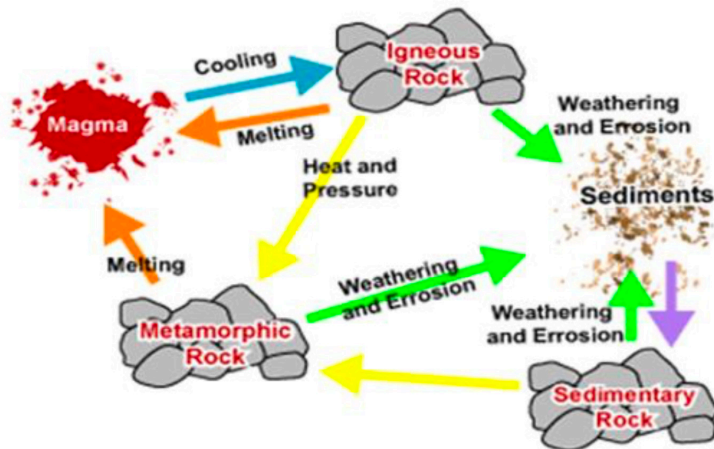 Cooling
Igneous
Rock
Magma
Melting
Weathering
and Errosion
Heat and
Pressure
Sediments
Melting
Weathering
and Errosion
Weathering
and Errosion
Metamorphic
Rock
Sedimentary
Rock